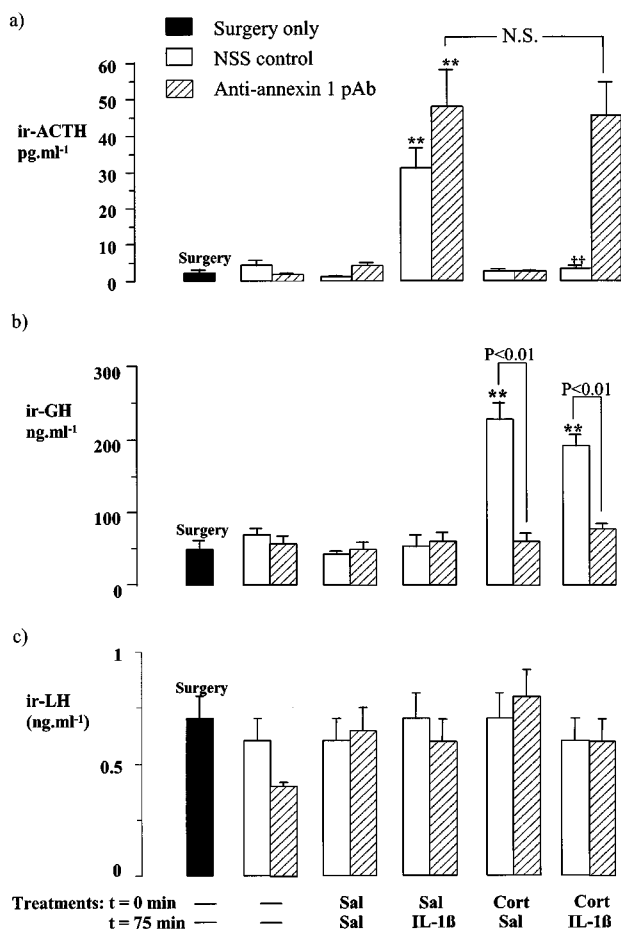 a)
Surgery only
NSS control
Anti-annexin 1 pAb
N.S.
ir-ACTH
pg.ml⁻¹
60
50
40
30
20
10
0
Surgery
**
**
††
b)
ir-GH
ng.ml⁻¹
300
200
100
0
Surgery
**
P<0.01
**
P<0.01
c)
ir-LH
(ng.ml⁻¹)
1
0.5
0
Surgery
Treatments: t = 0 min — — Sal Sal Cort Cort
t = 75 min — — Sal IL-1ß Sal IL-1ß